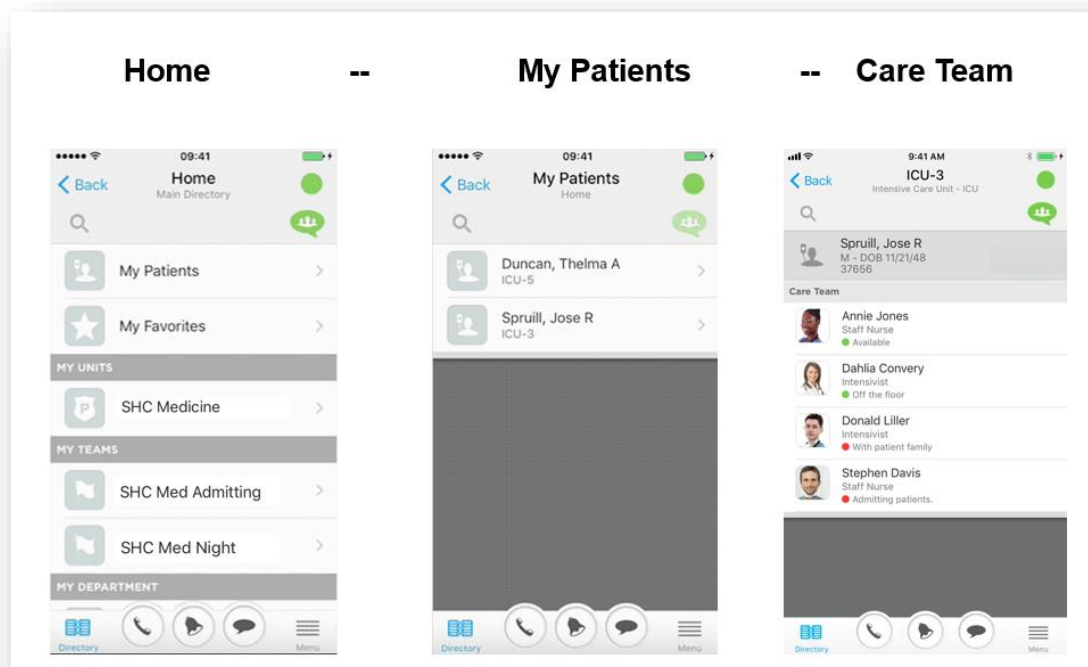 Home -- My Patients -- Care Team
09:41
Back
Home
Main Directory
My Patients
My Favorites
MY UNITS
P
SHC Medicine
MY TEAMS
SHC Med Admitting
SHC Med Night
MY DEPARTMENT
Directory
Menu
09:41
Back
My Patients
Home
Duncan, Thelma A
ICU-5
Spruill, Jose R
ICU-3
Directory
Menu
9:41 AM
Back
ICU-3
Intensive Care Unit - ICU
Spruill, Jose R
M - DOB 11/21/48
37656
Care Team
Annie Jones
Staff Nurse
Available
Dahlia Convery
Intensivist
Off the floor
Donald Liller
Intensivist
With patient family
Stephen Davis
Staff Nurse
Admitting patients.
Directory
Menu